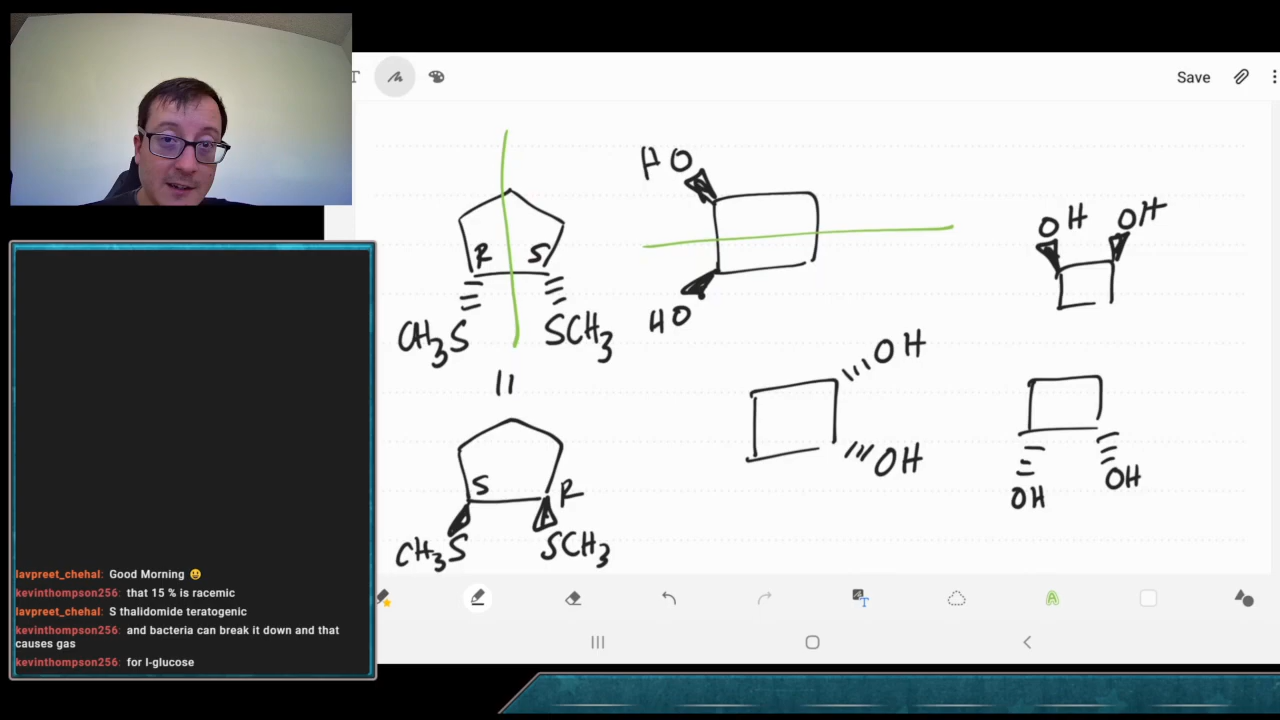 T
Save
HO
OH OH
R S
CH3S SCH3
HO
OH
=
OH
S R
OH OH
CH3S SCH3
lavpreet_chehal: Good Morning 😃
kevinthompson256: that 15 % is racemic
lavpreet_chehal: S thalidomide teratogenic
kevinthompson256: and bacteria can break it down and that
causes gas
kevinthompson256: for l-glucose
T
A